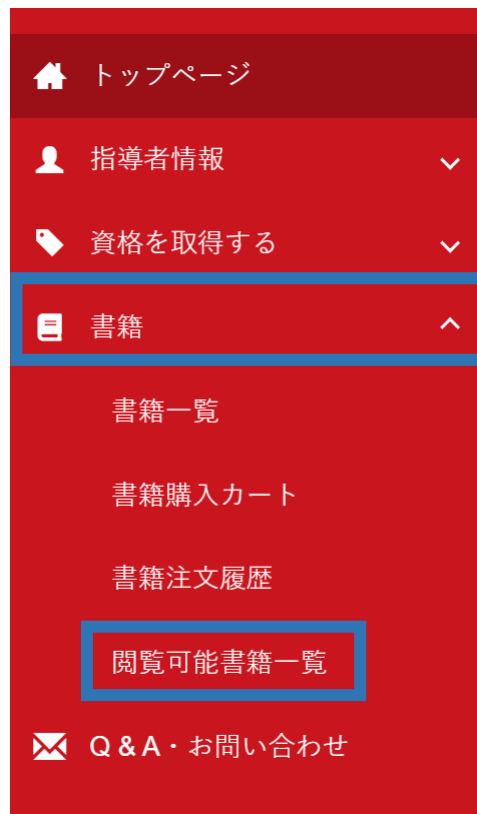 トップページ
指導者情報
資格を取得する
書籍
書籍一覧
書籍購入カート
書籍注文履歴
閲覧可能書籍一覧
Q & A・お問い合わせ